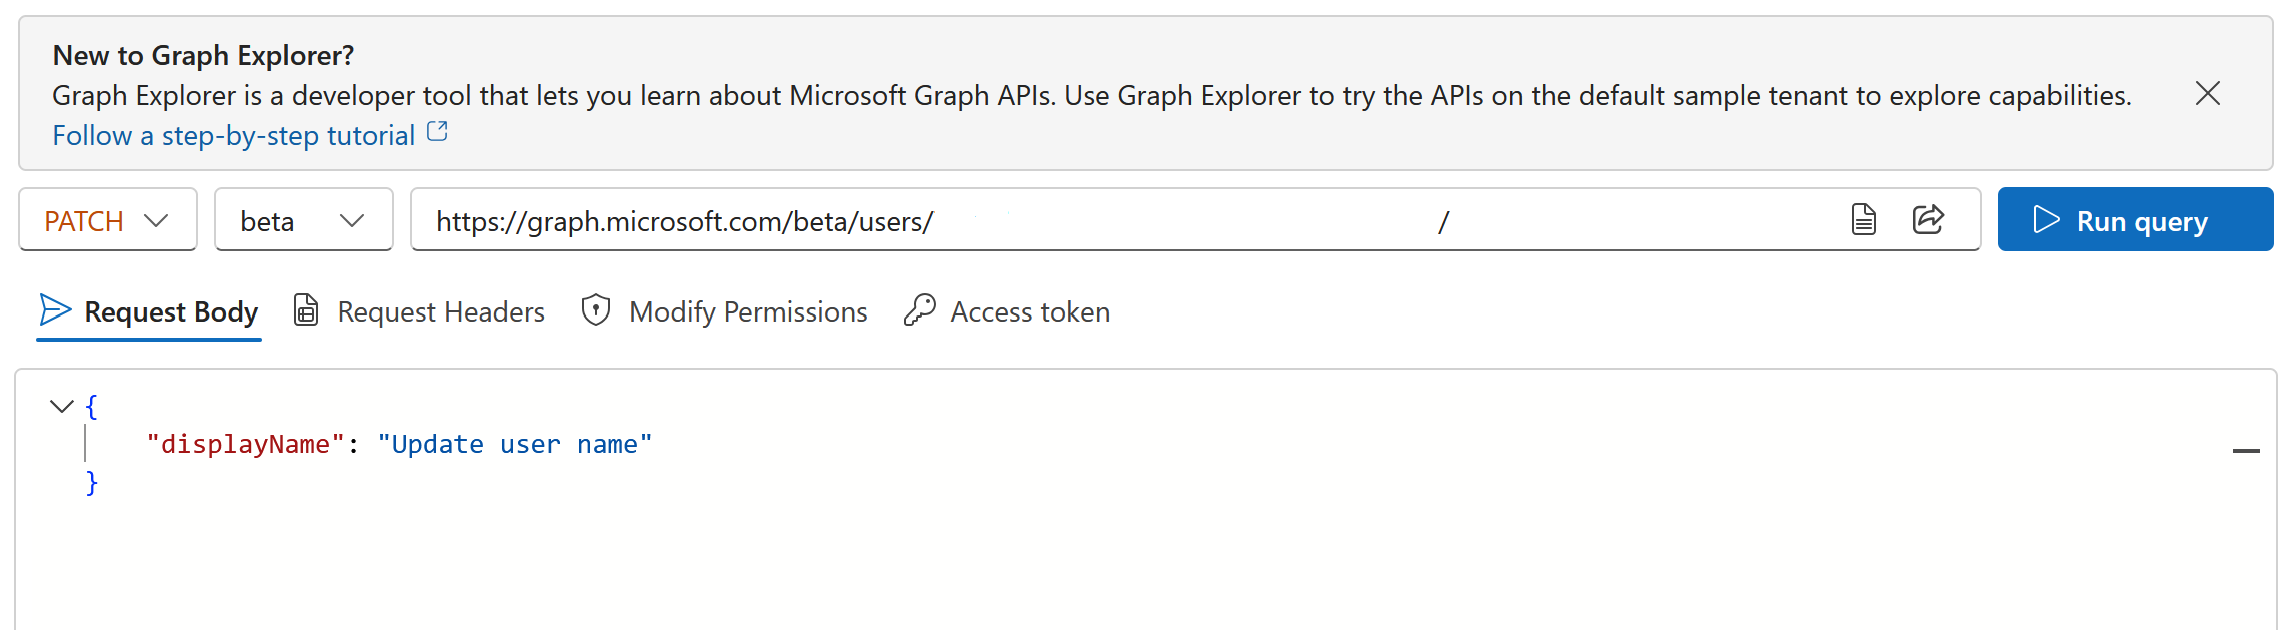 New to Graph Explorer?
Graph Explorer is a developer tool that lets you learn about Microsoft Graph APIs. Use Graph Explorer to try the APIs on the default sample tenant to explore capabilities.
Follow a step-by-step tutorial
PATCH beta https://graph.microsoft.com/beta/users/ / Run query
Request Body Request Headers Modify Permissions Access token
{
"displayName": "Update user name"
}